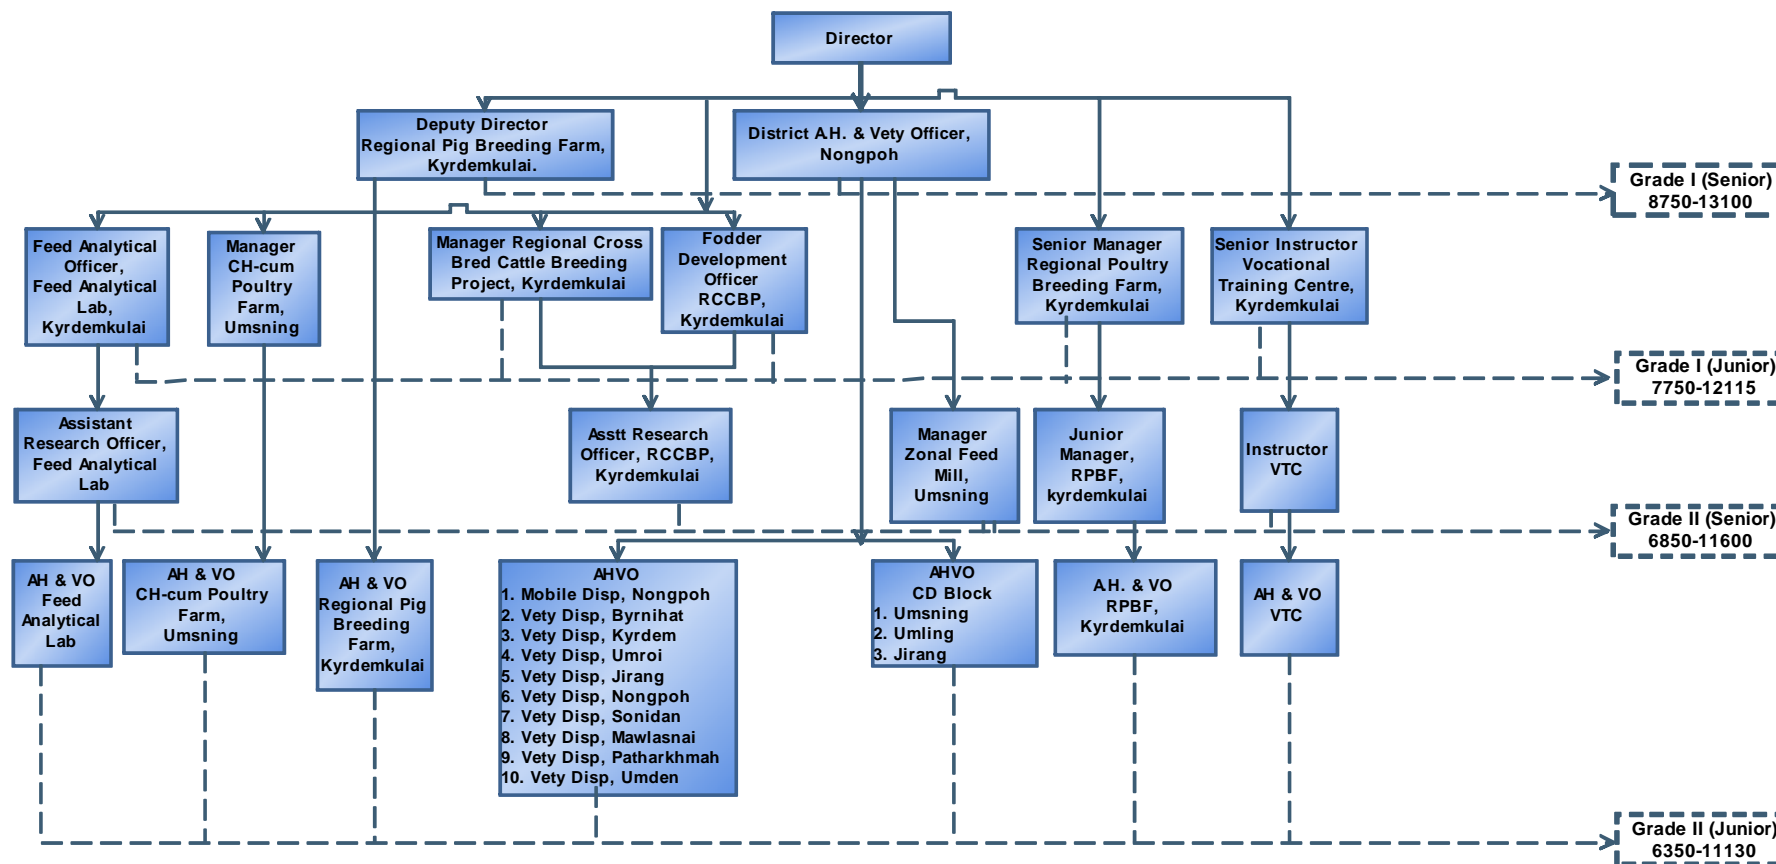 Director
Deputy Director
Regional Pig Breeding Farm,
Kyrdemkulai.
District A.H. & Vety Officer,
Nongpoh
Grade I (Senior)
8750-13100
Feed Analytical
Officer,
Feed Analytical
Lab,
Kyrdemkulai
Manager
CH-cum
Poultry
Farm,
Umsning
Manager Regional Cross
Bred Cattle Breeding
Project, Kyrdemkulai
Fodder
Development
Officer
RCCBP,
Kyrdemkulai
Senior Manager
Regional Poultry
Breeding Farm,
Kyrdemkulai
Senior Instructor
Vocational
Training Centre,
Kyrdemkulai
Grade I (Junior)
7750-12115
Assistant
Research Officer,
Feed Analytical
Lab
Asstt Research
Officer, RCCBP,
Kyrdemkulai
Manager
Zonal Feed
Mill,
Umsning
Junior
Manager,
RPBF,
kyrdemkulai
Instructor
VTC
Grade II (Senior)
6850-11600
AH & VO
Feed
Analytical
Lab
AH & VO
CH-cum Poultry
Farm,
Umsning
AH & VO
Regional Pig
Breeding
Farm,
Kyrdemkulai
AHVO
1. Mobile Disp, Nongpoh
2. Vety Disp, Byrnihat
3. Vety Disp, Kyrdem
4. Vety Disp, Umroi
5. Vety Disp, Jirang
6. Vety Disp, Nongpoh
7. Vety Disp, Sonidan
8. Vety Disp, Mawlasnai
9. Vety Disp, Patharkhmah
10. Vety Disp, Umden
AHVO
CD Block
1. Umsning
2. Umling
3. Jirang
A.H. & VO
RPBF,
Kyrdemkulai
AH & VO
VTC
Grade II (Junior)
6350-11130